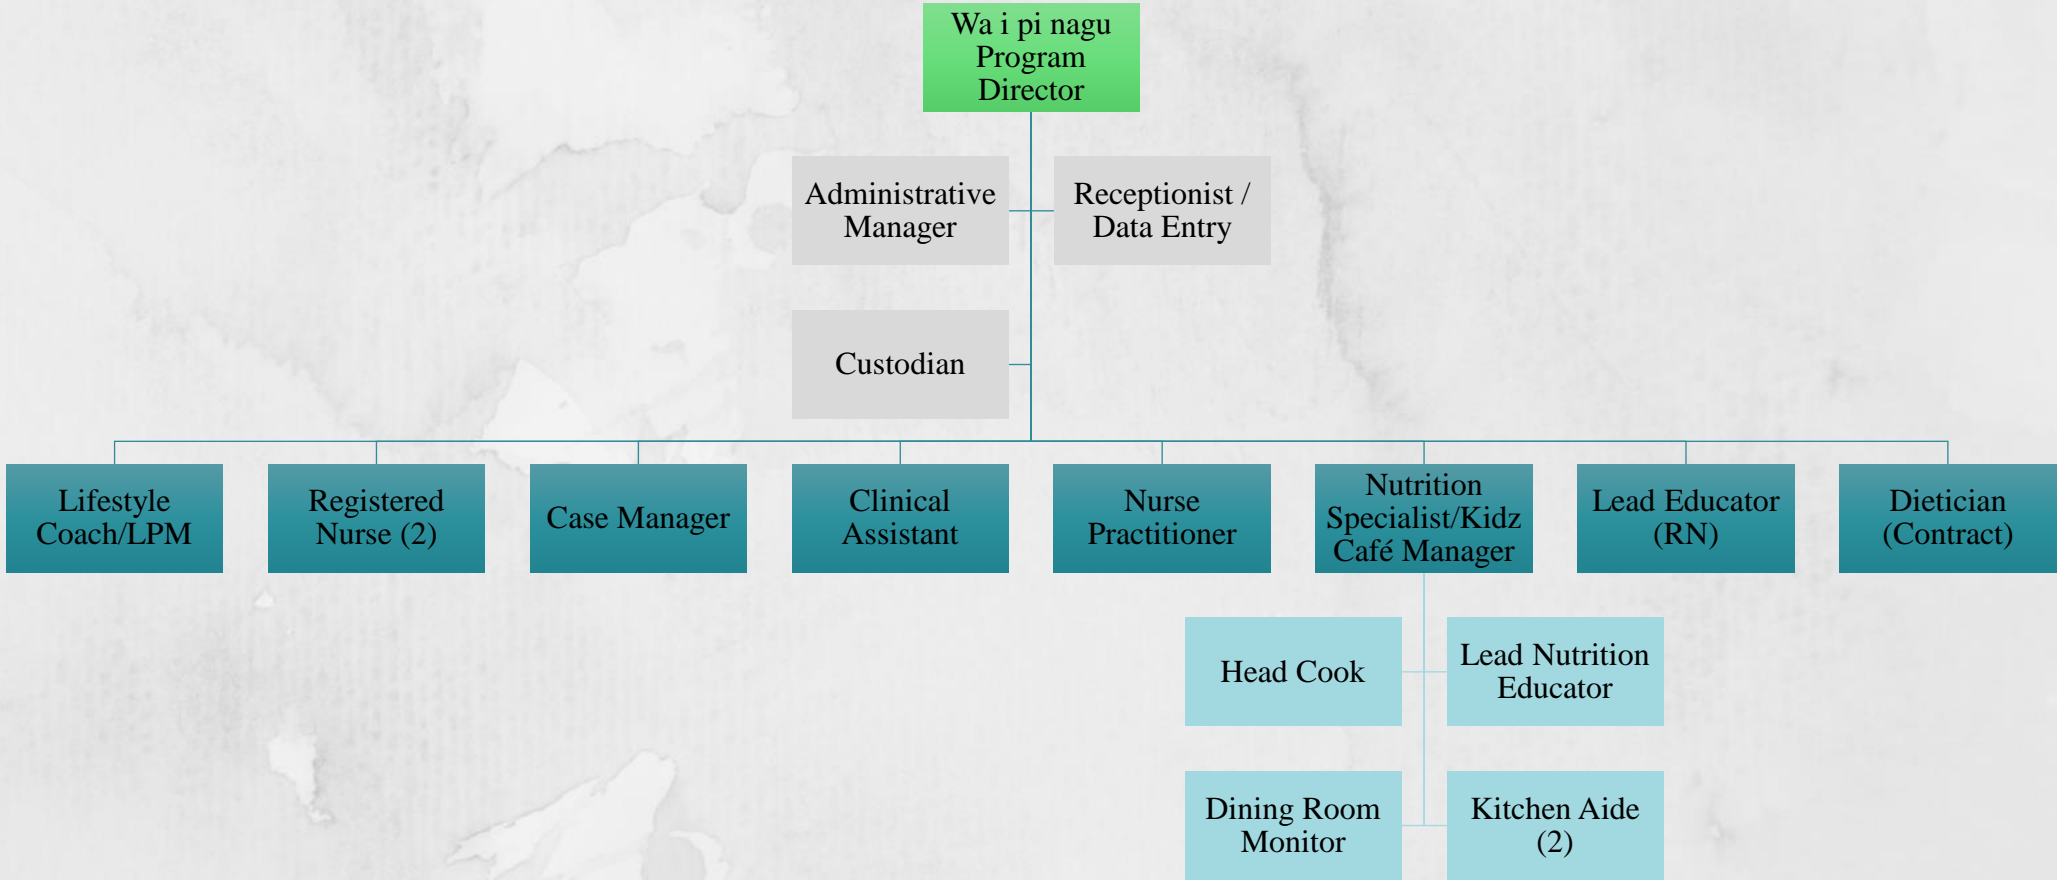 Wa i pi nagu
Program
Director
Administrative
Manager
Receptionist /
Data Entry
Custodian
Lifestyle
Coach/LPM
Registered
Nurse (2)
Case Manager
Clinical
Assistant
Nurse
Practitioner
Nutrition
Specialist/Kidz
Café Manager
Lead Educator
(RN)
Dietician
(Contract)
Head Cook
Lead Nutrition
Educator
Dining Room
Monitor
Kitchen Aide
(2)